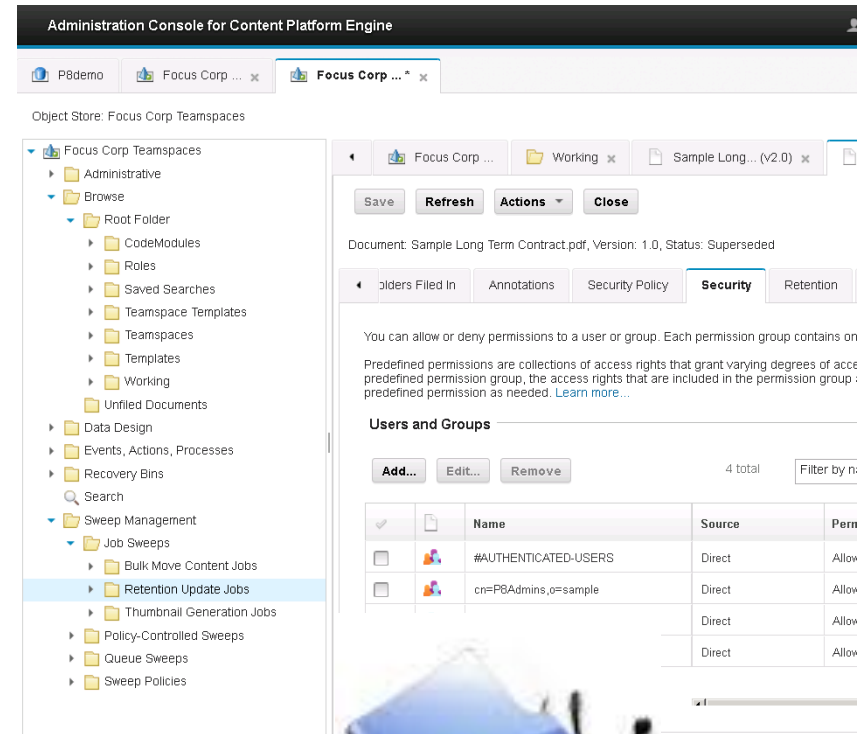 Administration Console for Content Platform Engine
P8demo
Focus Corp ...
Focus Corp ... *
Object Store: Focus Corp Teamspaces
Focus Corp Teamspaces
Administrative
Browse
Root Folder
CodeModules
Roles
Saved Searches
Teamspace Templates
Teamspaces
Templates
Working
Unfiled Documents
Data Design
Events, Actions, Processes
Recovery Bins
Search
Sweep Management
Job Sweeps
Bulk Move Content Jobs
Retention Update Jobs
Thumbnail Generation Jobs
Policy-Controlled Sweeps
Queue Sweeps
Sweep Policies
Focus Corp ...
Working
Sample Long... (v2.0)
Save Refresh Actions Close
Document: Sample Long Term Contract.pdf, Version: 1.0, Status: Superseded
olders Filed In Annotations Security Policy Security Retention
You can allow or deny permissions to a user or group. Each permission group contains on
Predefined permissions are collections of access rights that grant varying degrees of acce
predefined permission group, the access rights that are included in the permission group
predefined permission as needed. Learn more...
Users and Groups
Add... Edit... Remove 4 total Filter by na
Name Source Perm
#AUTHENTICATED-USERS Direct Allow
cn=P8Admins,o=sample Direct Allow
Direct Allow
Direct Allow